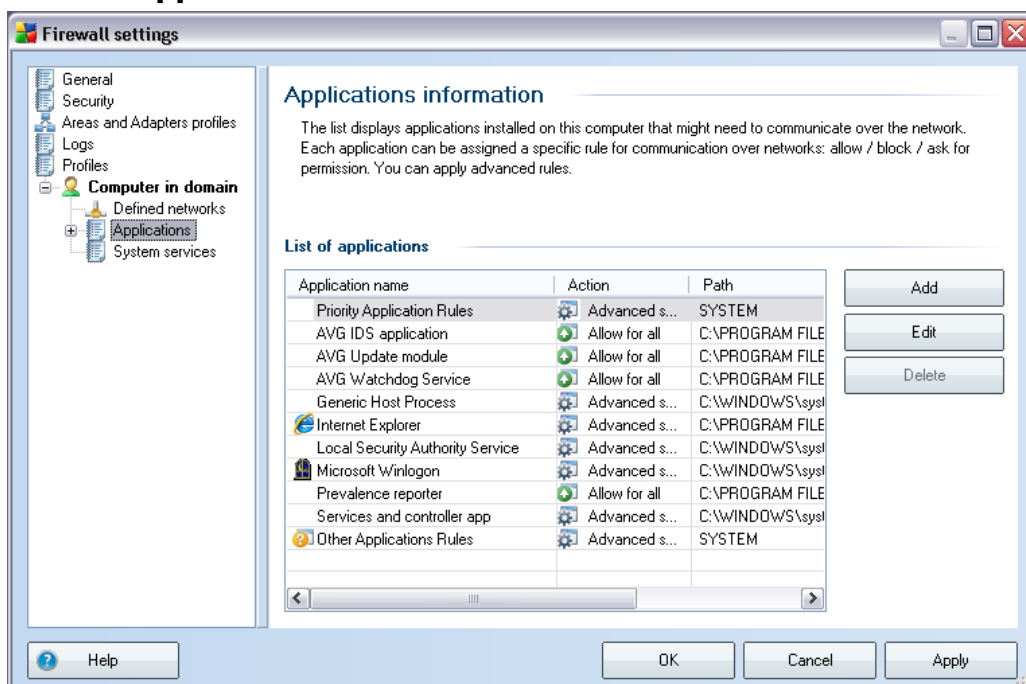 Firewall settings
General
Security
Areas and Adapters profiles
Logs
Profiles
Computer in domain
Defined networks
Applications
System services
Applications information
The list displays applications installed on this computer that might need to communicate over the network.
Each application can be assigned a specific rule for communication over networks: allow / block / ask for
permission. You can apply advanced rules.
List of applications
Application name Action Path
Priority Application Rules Advanced s... SYSTEM
AVG IDS application Allow for all C:\PROGRAM FILE
AVG Update module Allow for all C:\PROGRAM FILE
AVG Watchdog Service Allow for all C:\PROGRAM FILE
Generic Host Process Advanced s... C:\WINDOWS\syst
Internet Explorer Advanced s... C:\PROGRAM FILE
Local Security Authority Service Advanced s... C:\WINDOWS\syst
Microsoft Winlogon Advanced s... C:\WINDOWS\syst
Prevalence reporter Allow for all C:\PROGRAM FILE
Services and controller app Advanced s... C:\WINDOWS\syst
Other Applications Rules Advanced s... SYSTEM
Add
Edit
Delete
Help
OK
Cancel
Apply